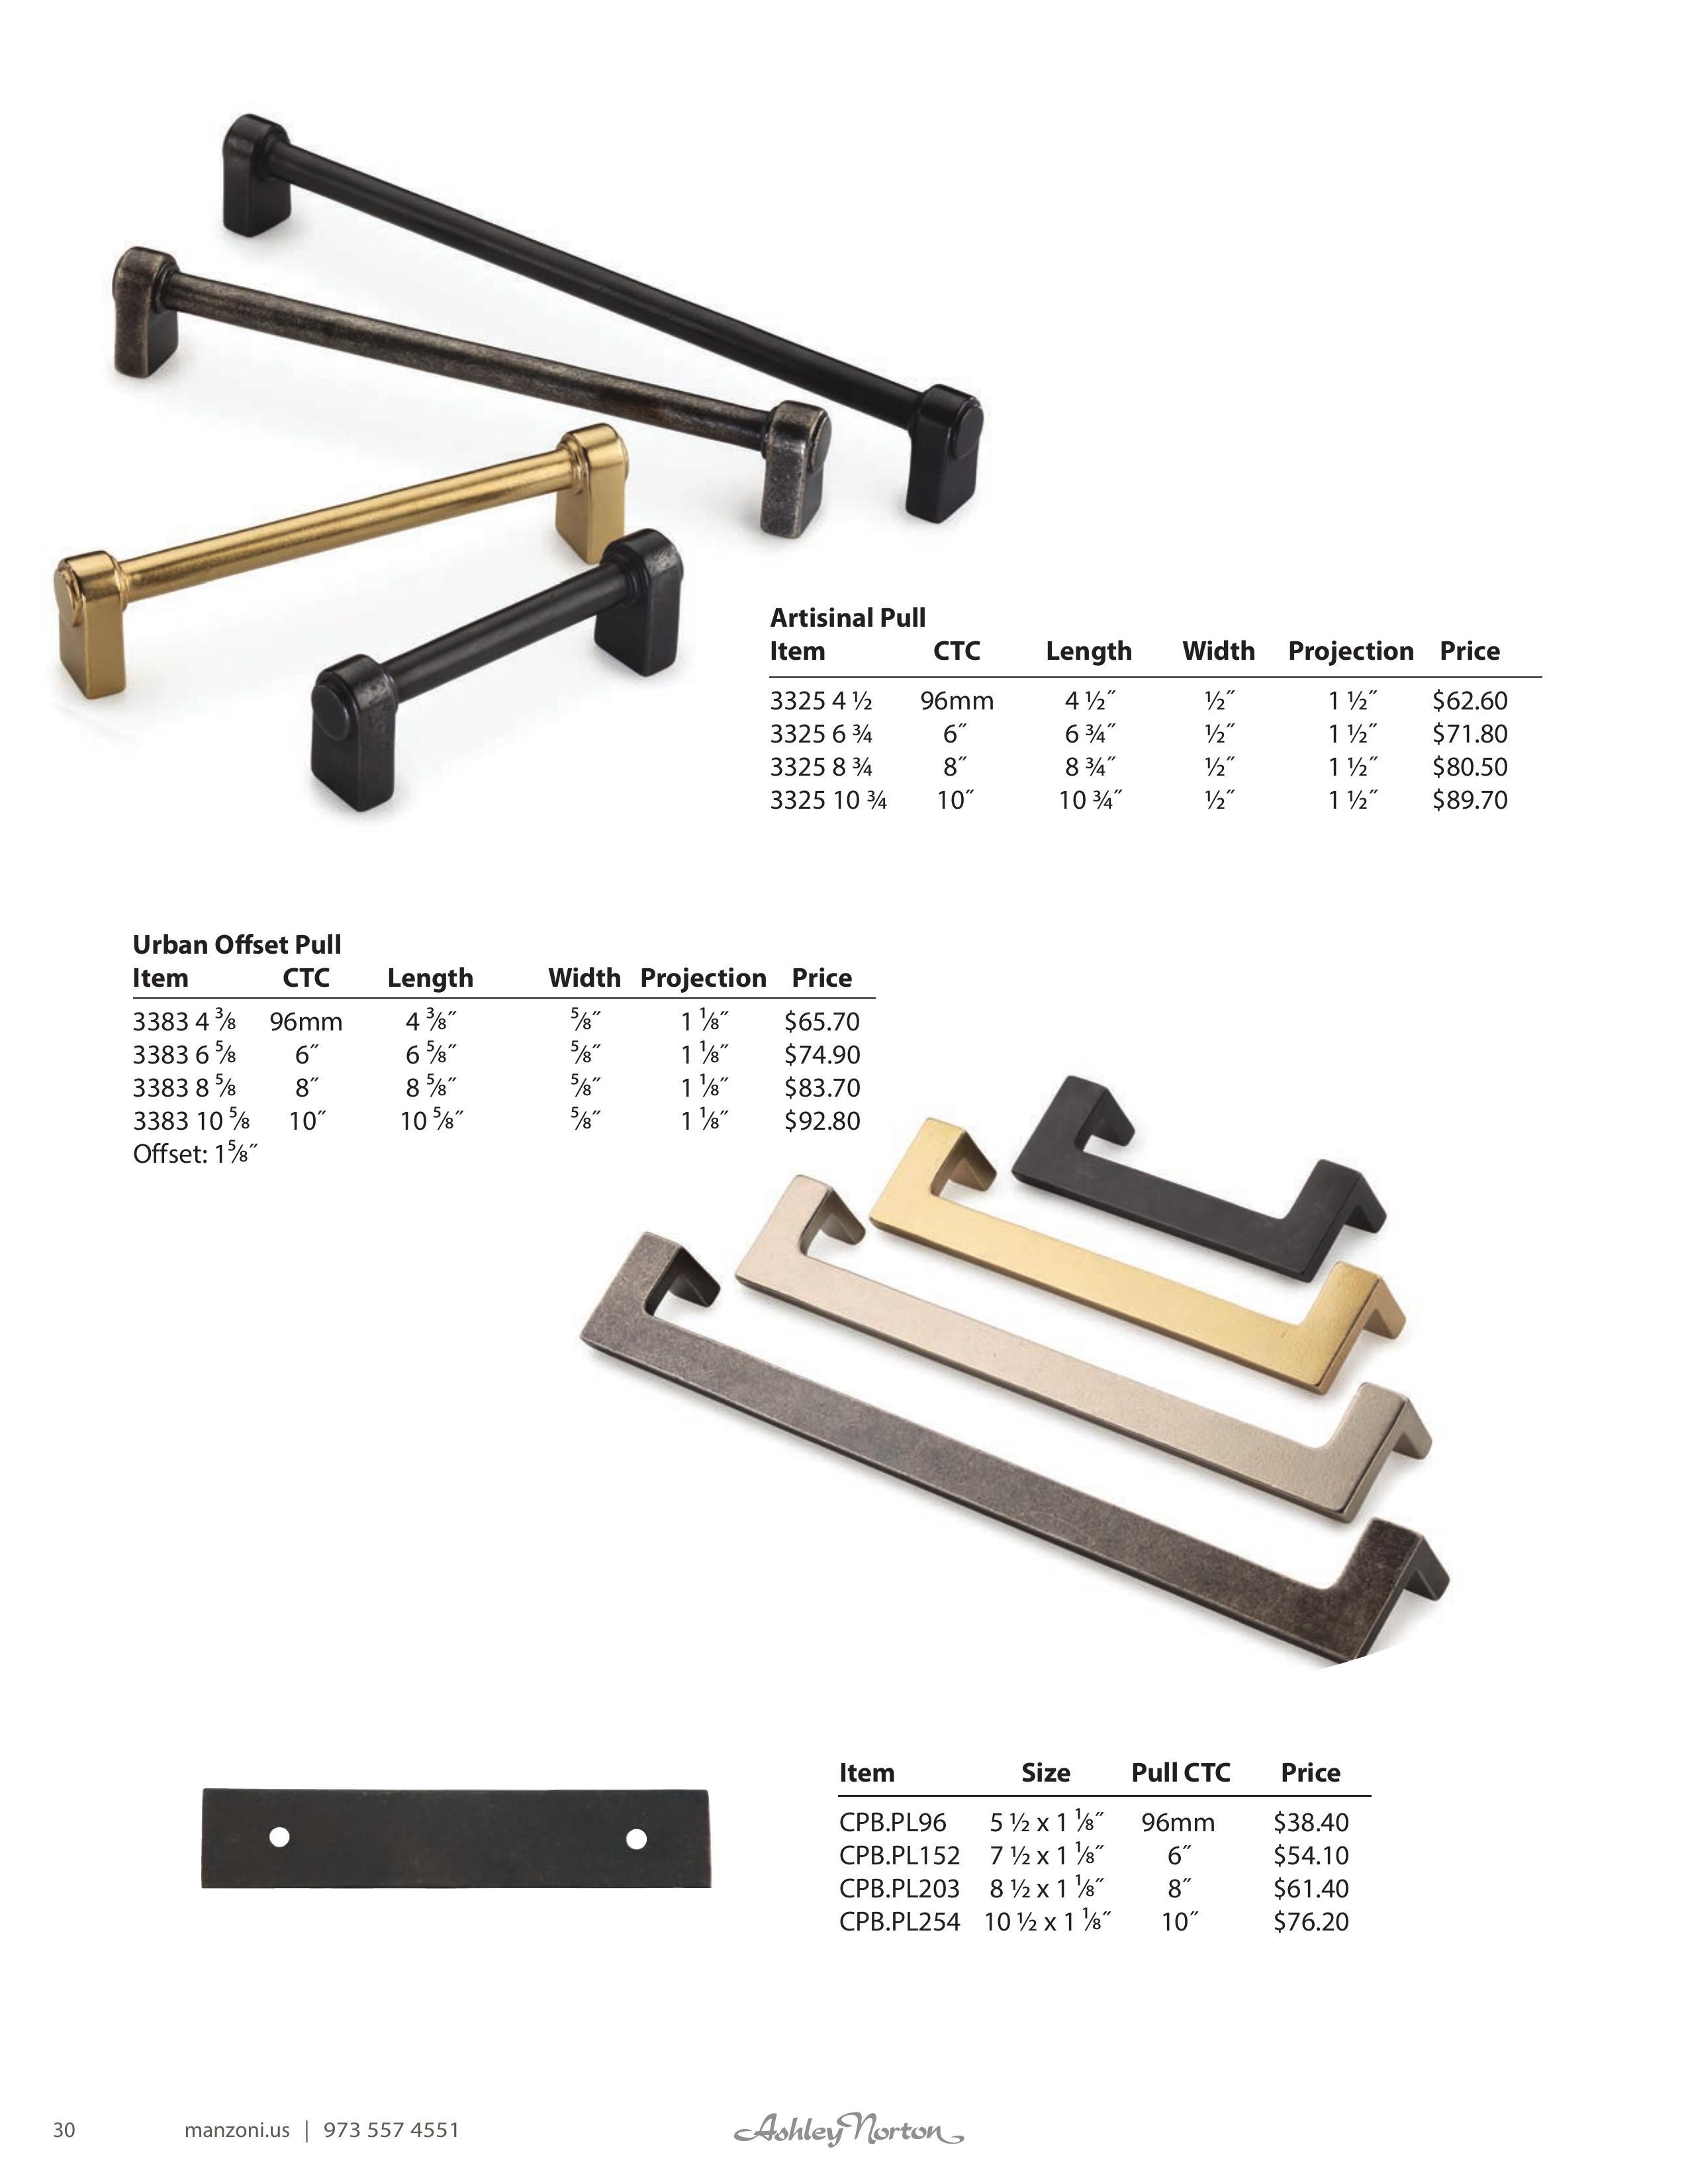 Artisinal Pull
Item CTC Length Width Projection Price
3325 4 ½ 96mm 4 ½″ ½″ 1 ½″ $62.60
3325 6 ¾ 6″ 6 ¾″ ½″ 1 ½″ $71.80
3325 8 ¾ 8″ 8 ¾″ ½″ 1 ½″ $80.50
3325 10 ¾ 10″ 10 ¾″ ½″ 1 ½″ $89.70
Urban Offset Pull
Item CTC Length Width Projection Price
3383 4 ⅜ 96mm 4 ⅜″ ⅝″ 1 ⅛″ $65.70
3383 6 ⅝ 6″ 6 ⅝″ ⅝″ 1 ⅛″ $74.90
3383 8 ⅝ 8″ 8 ⅝″ ⅝″ 1 ⅛″ $83.70
3383 10 ⅝ 10″ 10 ⅝″ ⅝″ 1 ⅛″ $92.80
Offset: 1⅝″
Item Size Pull CTC Price
CPB.PL96 5 ½ x 1 ⅛″ 96mm $38.40
CPB.PL152 7 ½ x 1 ⅛″ 6″ $54.10
CPB.PL203 8 ½ x 1 ⅛″ 8″ $61.40
CPB.PL254 10 ½ x 1 ⅛″ 10″ $76.20
30 manzoni.us | 973 557 4551 Ashley Norton